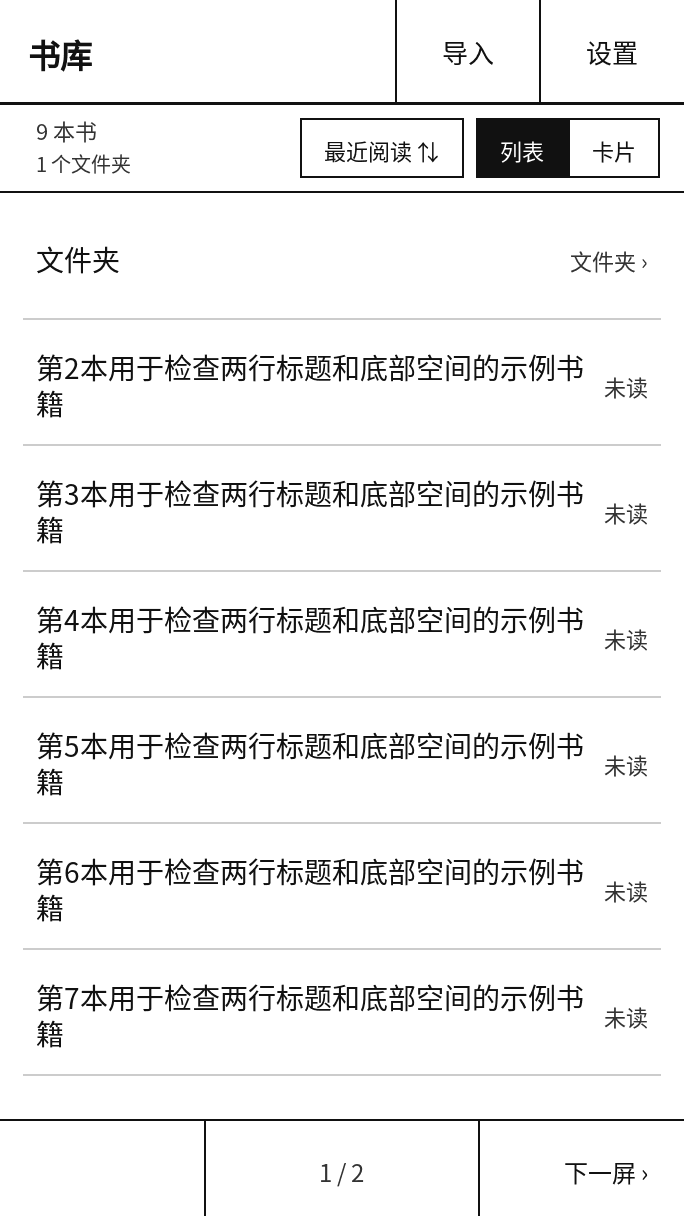 书库
导入
设置
9 本书
1 个文件夹
最近阅读 ⇅
列表
卡片
文件夹
文件夹 ›
第2本用于检查两行标题和底部空间的示例书
籍
未读
第3本用于检查两行标题和底部空间的示例书
籍
未读
第4本用于检查两行标题和底部空间的示例书
籍
未读
第5本用于检查两行标题和底部空间的示例书
籍
未读
第6本用于检查两行标题和底部空间的示例书
籍
未读
第7本用于检查两行标题和底部空间的示例书
籍
未读
1 / 2
下一屏 ›